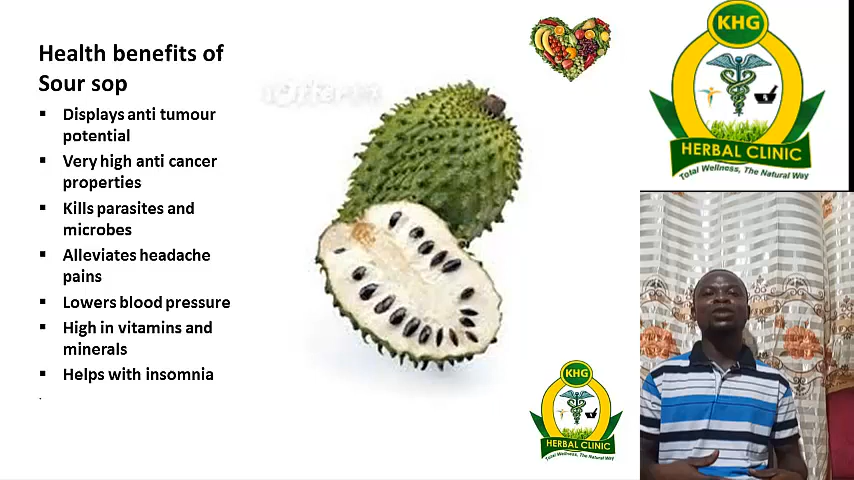 Health benefits of
Sour sop
▪ Displays anti tumour
potential
▪ Very high anti cancer
properties
▪ Kills parasites and
microbes
▪ Alleviates headache
pains
▪ Lowers blood pressure
▪ High in vitamins and
minerals
▪ Helps with insomnia
KHG
HERBAL CLINIC
Total Wellness, The Natural Way
KHG
HERBAL CLINIC
Total Wellness, The Natural Way